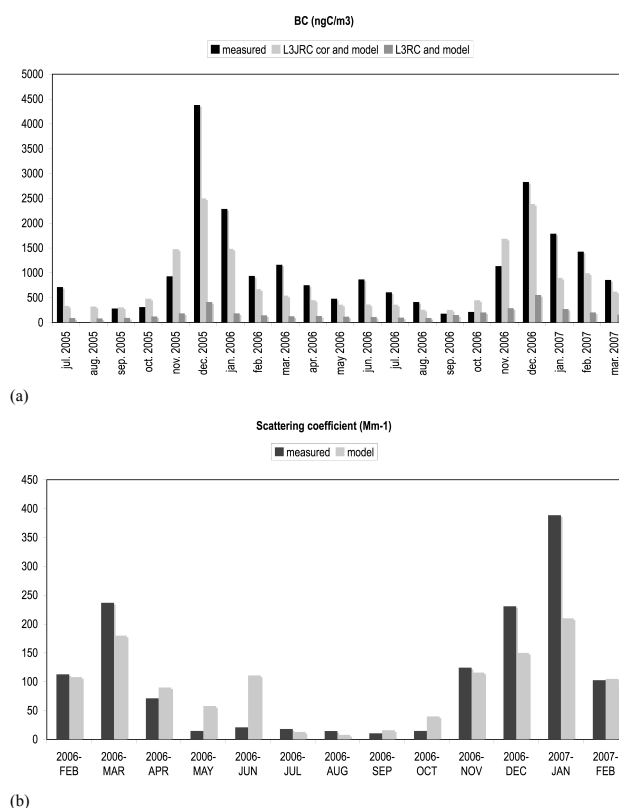 BC (ngC/m3)
measured L3JRC cor and model L3RC and model
5000
4500
4000
3500
3000
2500
2000
1500
1000
500
0
jul. 2005 aug. 2005 sep. 2005 oct. 2005 nov. 2005 dec. 2005 jan. 2006 feb. 2006 mar. 2006 apr. 2006 may 2006 jun. 2006 jul. 2006 aug. 2006 sep. 2006 oct. 2006 nov. 2006 dec. 2006 jan. 2007 feb. 2007 mar. 2007
(a)
Scattering coefficient (Mm-1)
measured model
450
400
350
300
250
200
150
100
50
0
2006- 2006- 2006- 2006- 2006- 2006- 2006- 2006- 2006- 2006- 2006- 2007- 2007-
FEB MAR APR MAY JUN JUL AUG SEP OCT NOV DEC JAN FEB
(b)